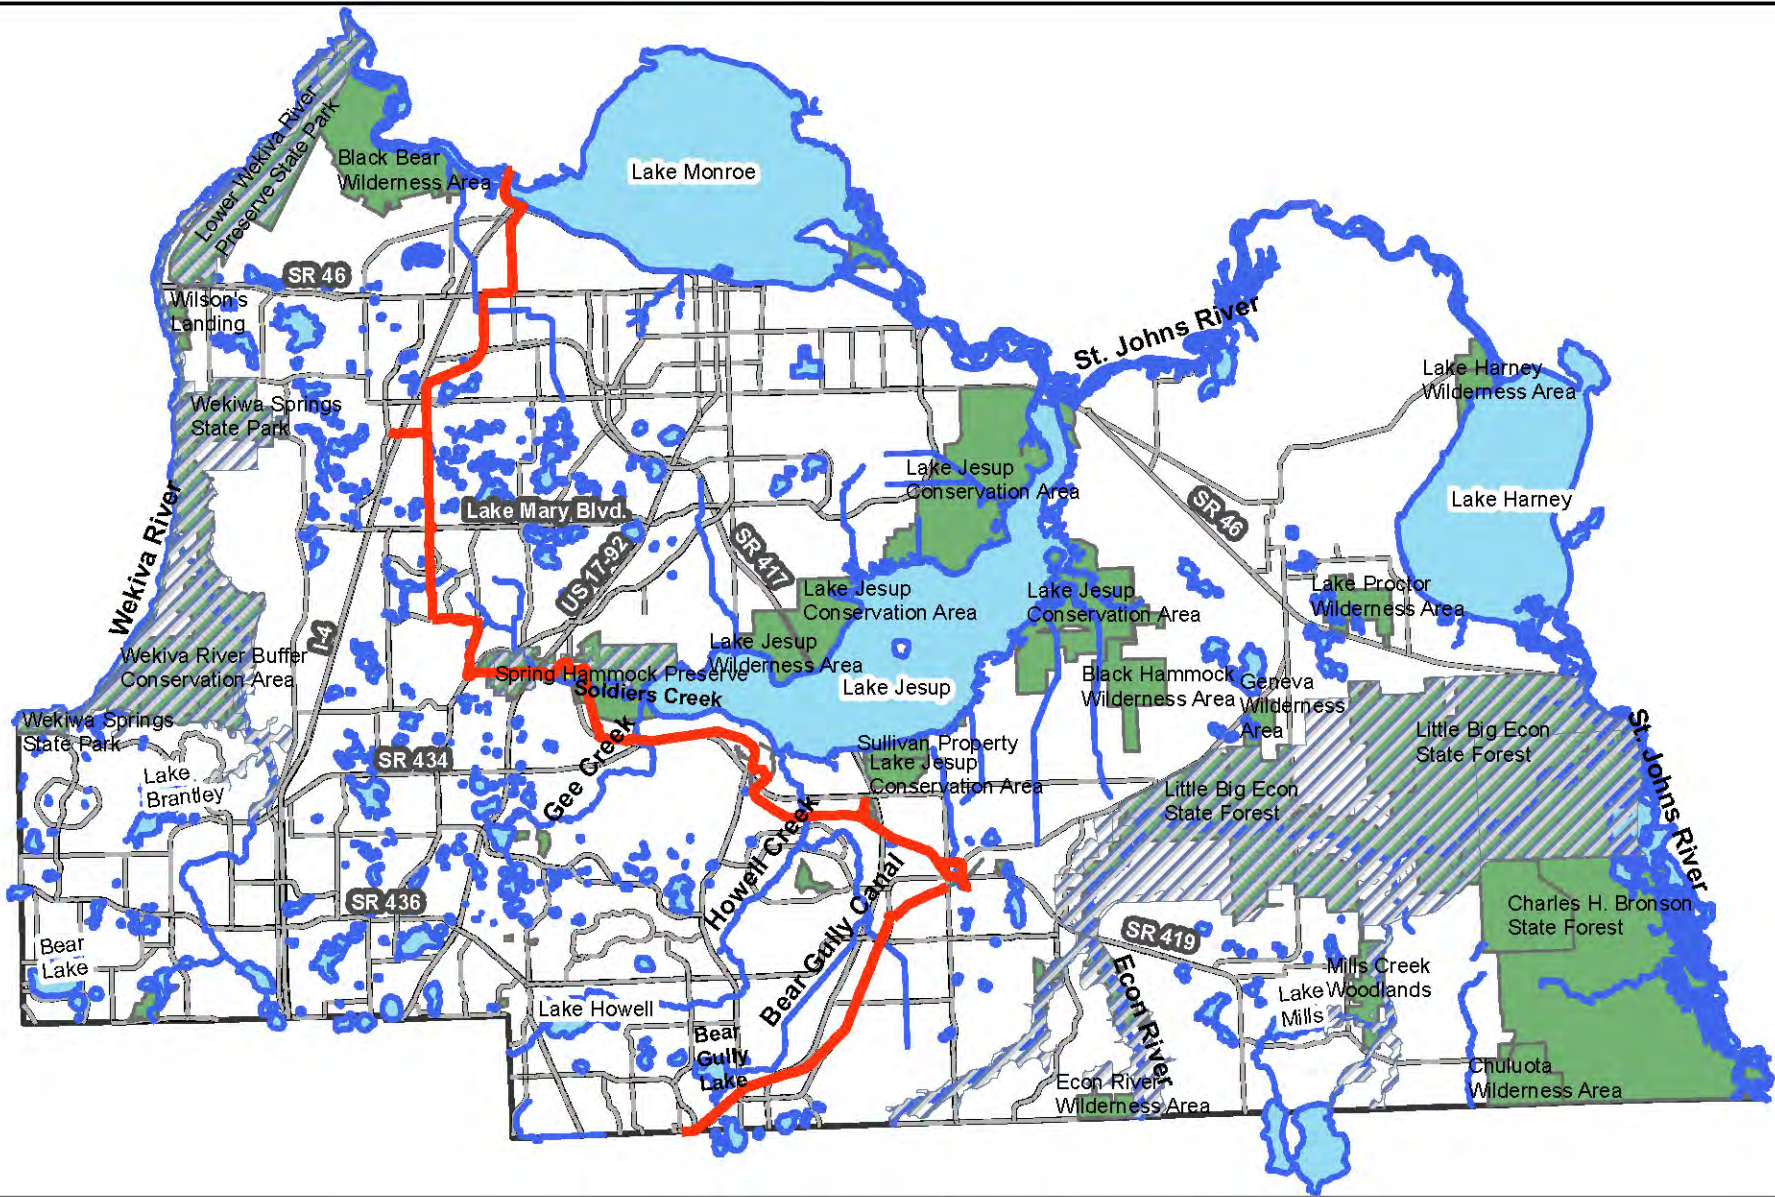 Lower Wekiva River
Preserve State Park
Black Bear
Wilderness Area
Lake Monroe
SR 46
Wilson's
Landing
St. Johns River
Lake Harney
Wilderness Area
Wekiwa Springs
State Park
Lake Jesup
Conservation Area
Lake Harney
SR 46
Lake Mary Blvd.
Wekiva River
US 17-92
SR 417
I-4
Lake Jesup
Conservation Area
Lake Jesup
Conservation Area
Lake Proctor
Wilderness Area
Lake Jesup
Wilderness Area
Wekiva River Buffer
Conservation Area
Spring Hammock Preserve
Soldiers Creek
Lake Jesup
Black Hammock
Wilderness Area
Geneva
Wilderness
Area
Wekiwa Springs
State Park
Little Big Econ
State Forest
St. Johns River
Sullivan Property
Lake Jesup
Conservation Area
SR 434
Gee Creek
Lake
Brantley
Little Big Econ
State Forest
Howell Creek
Bear Gully Canal
SR 436
Charles H. Bronson
State Forest
SR 419
Bear
Lake
Econ River
Mills Creek
Woodlands
Lake
Mills
Lake Howell
Bear
Gully
Lake
Econ River
Wilderness Area
Chuluota
Wilderness Area